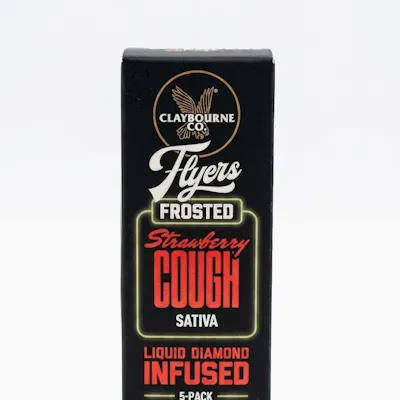 CLAYBOURNE
CO.
Flyers
FROSTED
Strawberry
COUGH
SATIVA
LIQUID DIAMOND
INFUSED
5-PACK